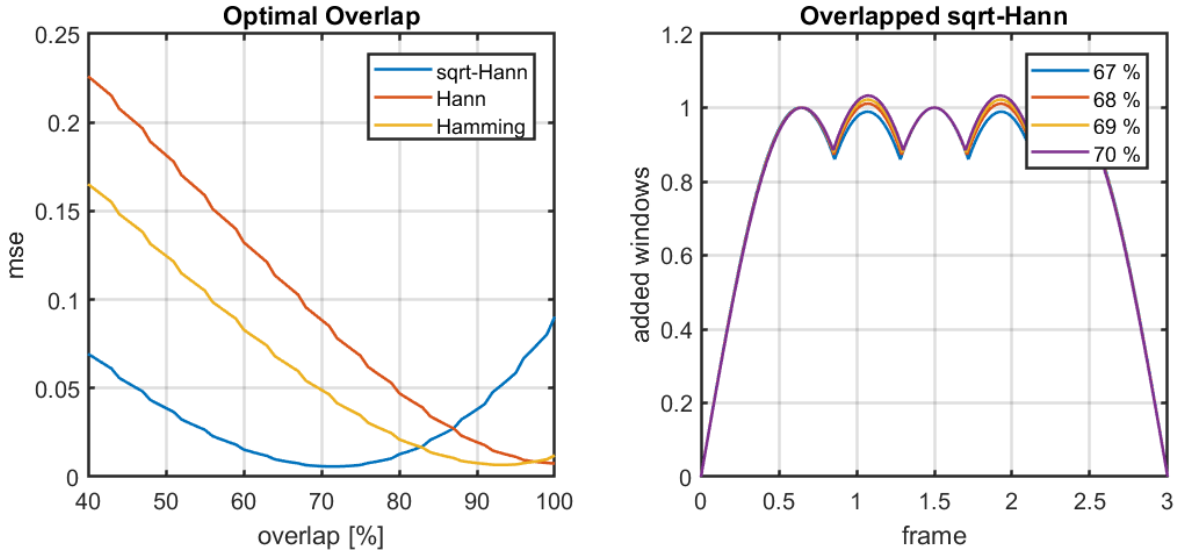 Optimal Overlap
0.25
0.2
0.15
0.1
0.05
0
mse
sqrt-Hann
Hann
Hamming
40 50 60 70 80 90 100
overlap [%]
Overlapped sqrt-Hann
1.2
1
0.8
0.6
0.4
0.2
0
added windows
67 %
68 %
69 %
70 %
0 0.5 1 1.5 2 2.5 3
frame